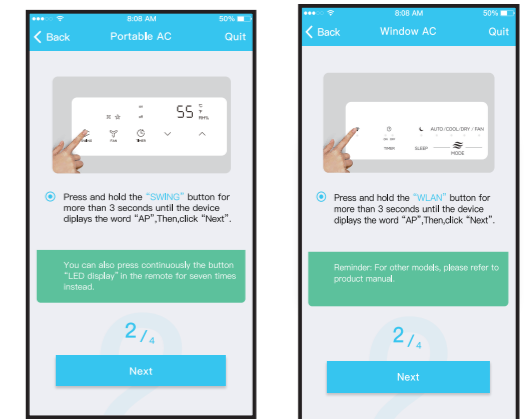 8:08 AM
50%
Back
Portable AC
Quit
55
°C
°F
RH%
SWING
FAN
TIMER
Press and hold the "SWING" button for
more than 3 seconds until the device
diplays the word "AP",Then,click "Next".
You can also press continuously the button
"LED display" in the remote for seven times
instead.
2/4
Next
8:08 AM
50%
Back
Window AC
Quit
AUTO/COOL/DRY / FAN
TIMER
SLEEP
MODE
Press and hold the "WLAN" button for
more than 3 seconds until the device
diplays the word "AP",Then,click "Next".
Reminder: For other models, please refer to
product manual.
2/4
Next